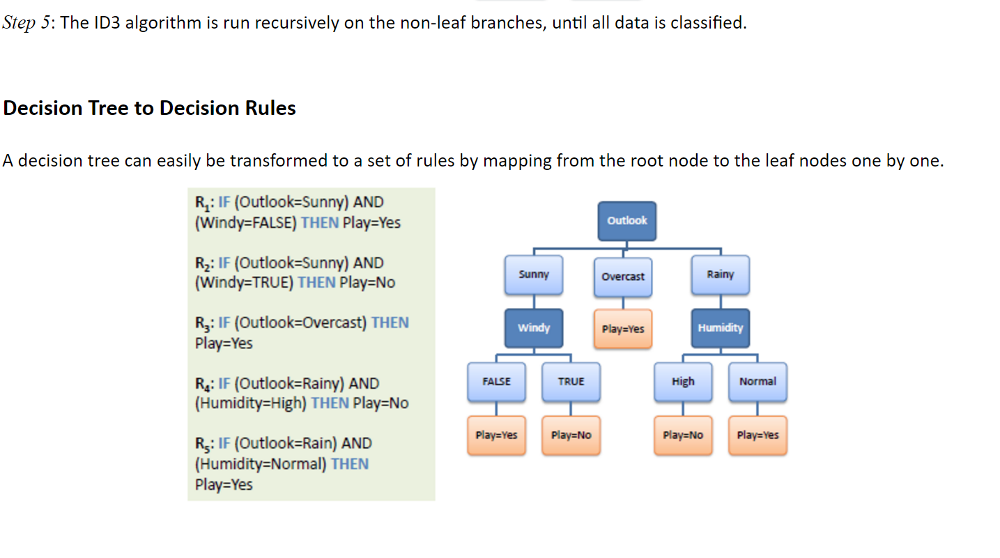 Step 5: The ID3 algorithm is run recursively on the non-leaf branches, until all data is classified.
Decision Tree to Decision Rules
A decision tree can easily be transformed to a set of rules by mapping from the root node to the leaf nodes one by one.
R₁: IF (Outlook=Sunny) AND
(Windy=FALSE) THEN Play=Yes
R₂: IF (Outlook=Sunny) AND
(Windy=TRUE) THEN Play=No
R₃: IF (Outlook=Overcast) THEN
Play=Yes
R₄: IF (Outlook=Rainy) AND
(Humidity=High) THEN Play=No
R₅: IF (Outlook=Rain) AND
(Humidity=Normal) THEN
Play=Yes
Outlook
Sunny
Overcast
Rainy
Windy
Play=Yes
Humidity
FALSE
TRUE
High
Normal
Play=Yes
Play=No
Play=No
Play=Yes